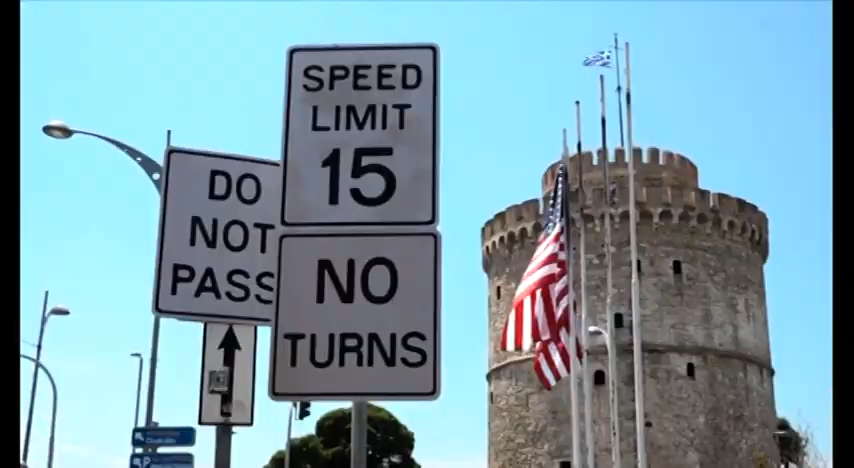 SPEED
LIMIT
15
DO
NOT
PASS
NO
TURNS